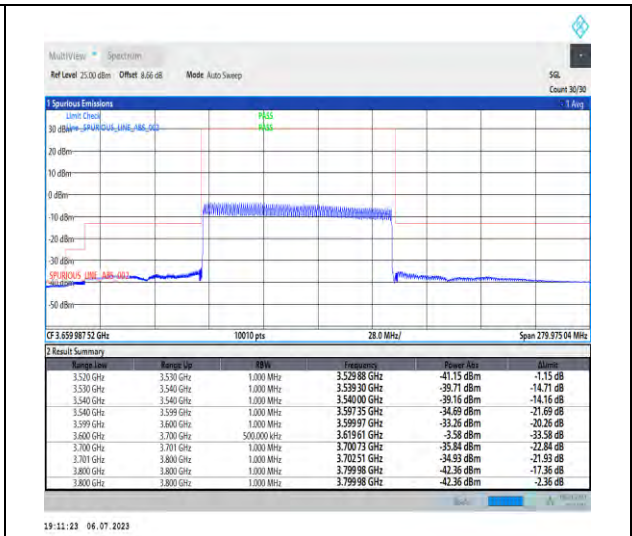 MultiView Spectrum
Ref Level 25.00 dBm Offset 8.66 dB Mode Auto Sweep SGL
Count 30/30
1 Spurious Emissions 1 Avg
Limit Check PASS
30 dBm Line _SPURIOUS_LINE_ABS_002 PASS
20 dBm
10 dBm
0 dBm
-10 dBm
-20 dBm
-30 dBm
SPURIOUS_LINE_ABS_002
-40 dBm
-50 dBm
CF 3.659 987 52 GHz 10010 pts 28.0 MHz/ Span 279.975 04 MHz
2 Result Summary
Range Low Range Up RBW Frequency Power Abs ΔLimit
3.520 GHz 3.530 GHz 1.000 MHz 3.529 88 GHz -41.15 dBm -1.15 dB
3.530 GHz 3.540 GHz 1.000 MHz 3.539 30 GHz -39.71 dBm -14.71 dB
3.540 GHz 3.540 GHz 1.000 MHz 3.540 00 GHz -39.16 dBm -14.16 dB
3.540 GHz 3.599 GHz 1.000 MHz 3.597 35 GHz -34.69 dBm -21.69 dB
3.599 GHz 3.600 GHz 1.000 MHz 3.599 97 GHz -33.26 dBm -20.26 dB
3.600 GHz 3.700 GHz 500.000 kHz 3.619 61 GHz -3.58 dBm -33.58 dB
3.700 GHz 3.701 GHz 1.000 MHz 3.700 73 GHz -35.84 dBm -22.84 dB
3.701 GHz 3.800 GHz 1.000 MHz 3.702 51 GHz -34.93 dBm -21.93 dB
3.800 GHz 3.800 GHz 1.000 MHz 3.799 98 GHz -42.36 dBm -17.36 dB
3.800 GHz 3.800 GHz 1.000 MHz 3.799 98 GHz -42.36 dBm -2.36 dB
19:11:23 06.07.2023